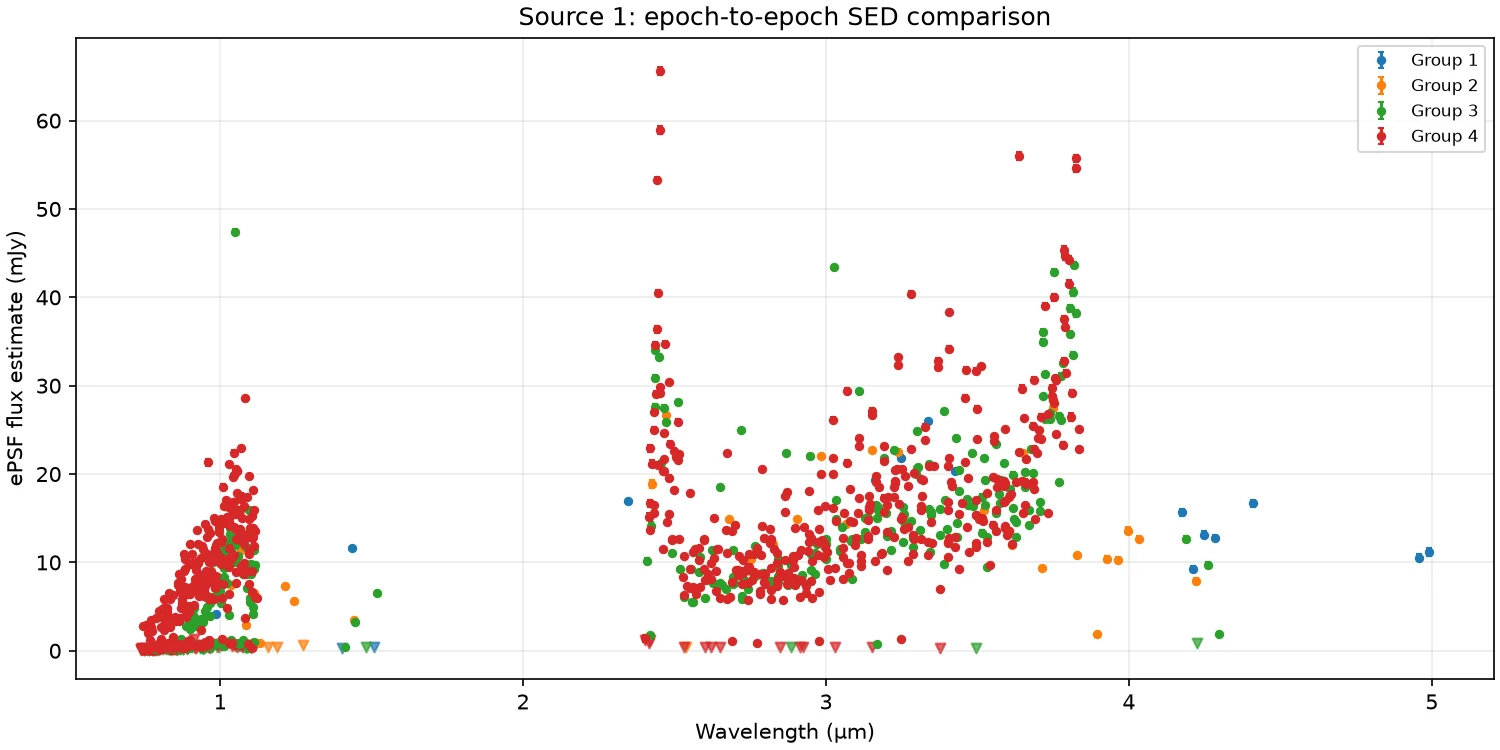 Source 1: epoch-to-epoch SED comparison
ePSF flux estimate (mJy)
60
50
40
30
20
10
0
Group 1
Group 2
Group 3
Group 4
1 2 3 4 5
Wavelength (μm)